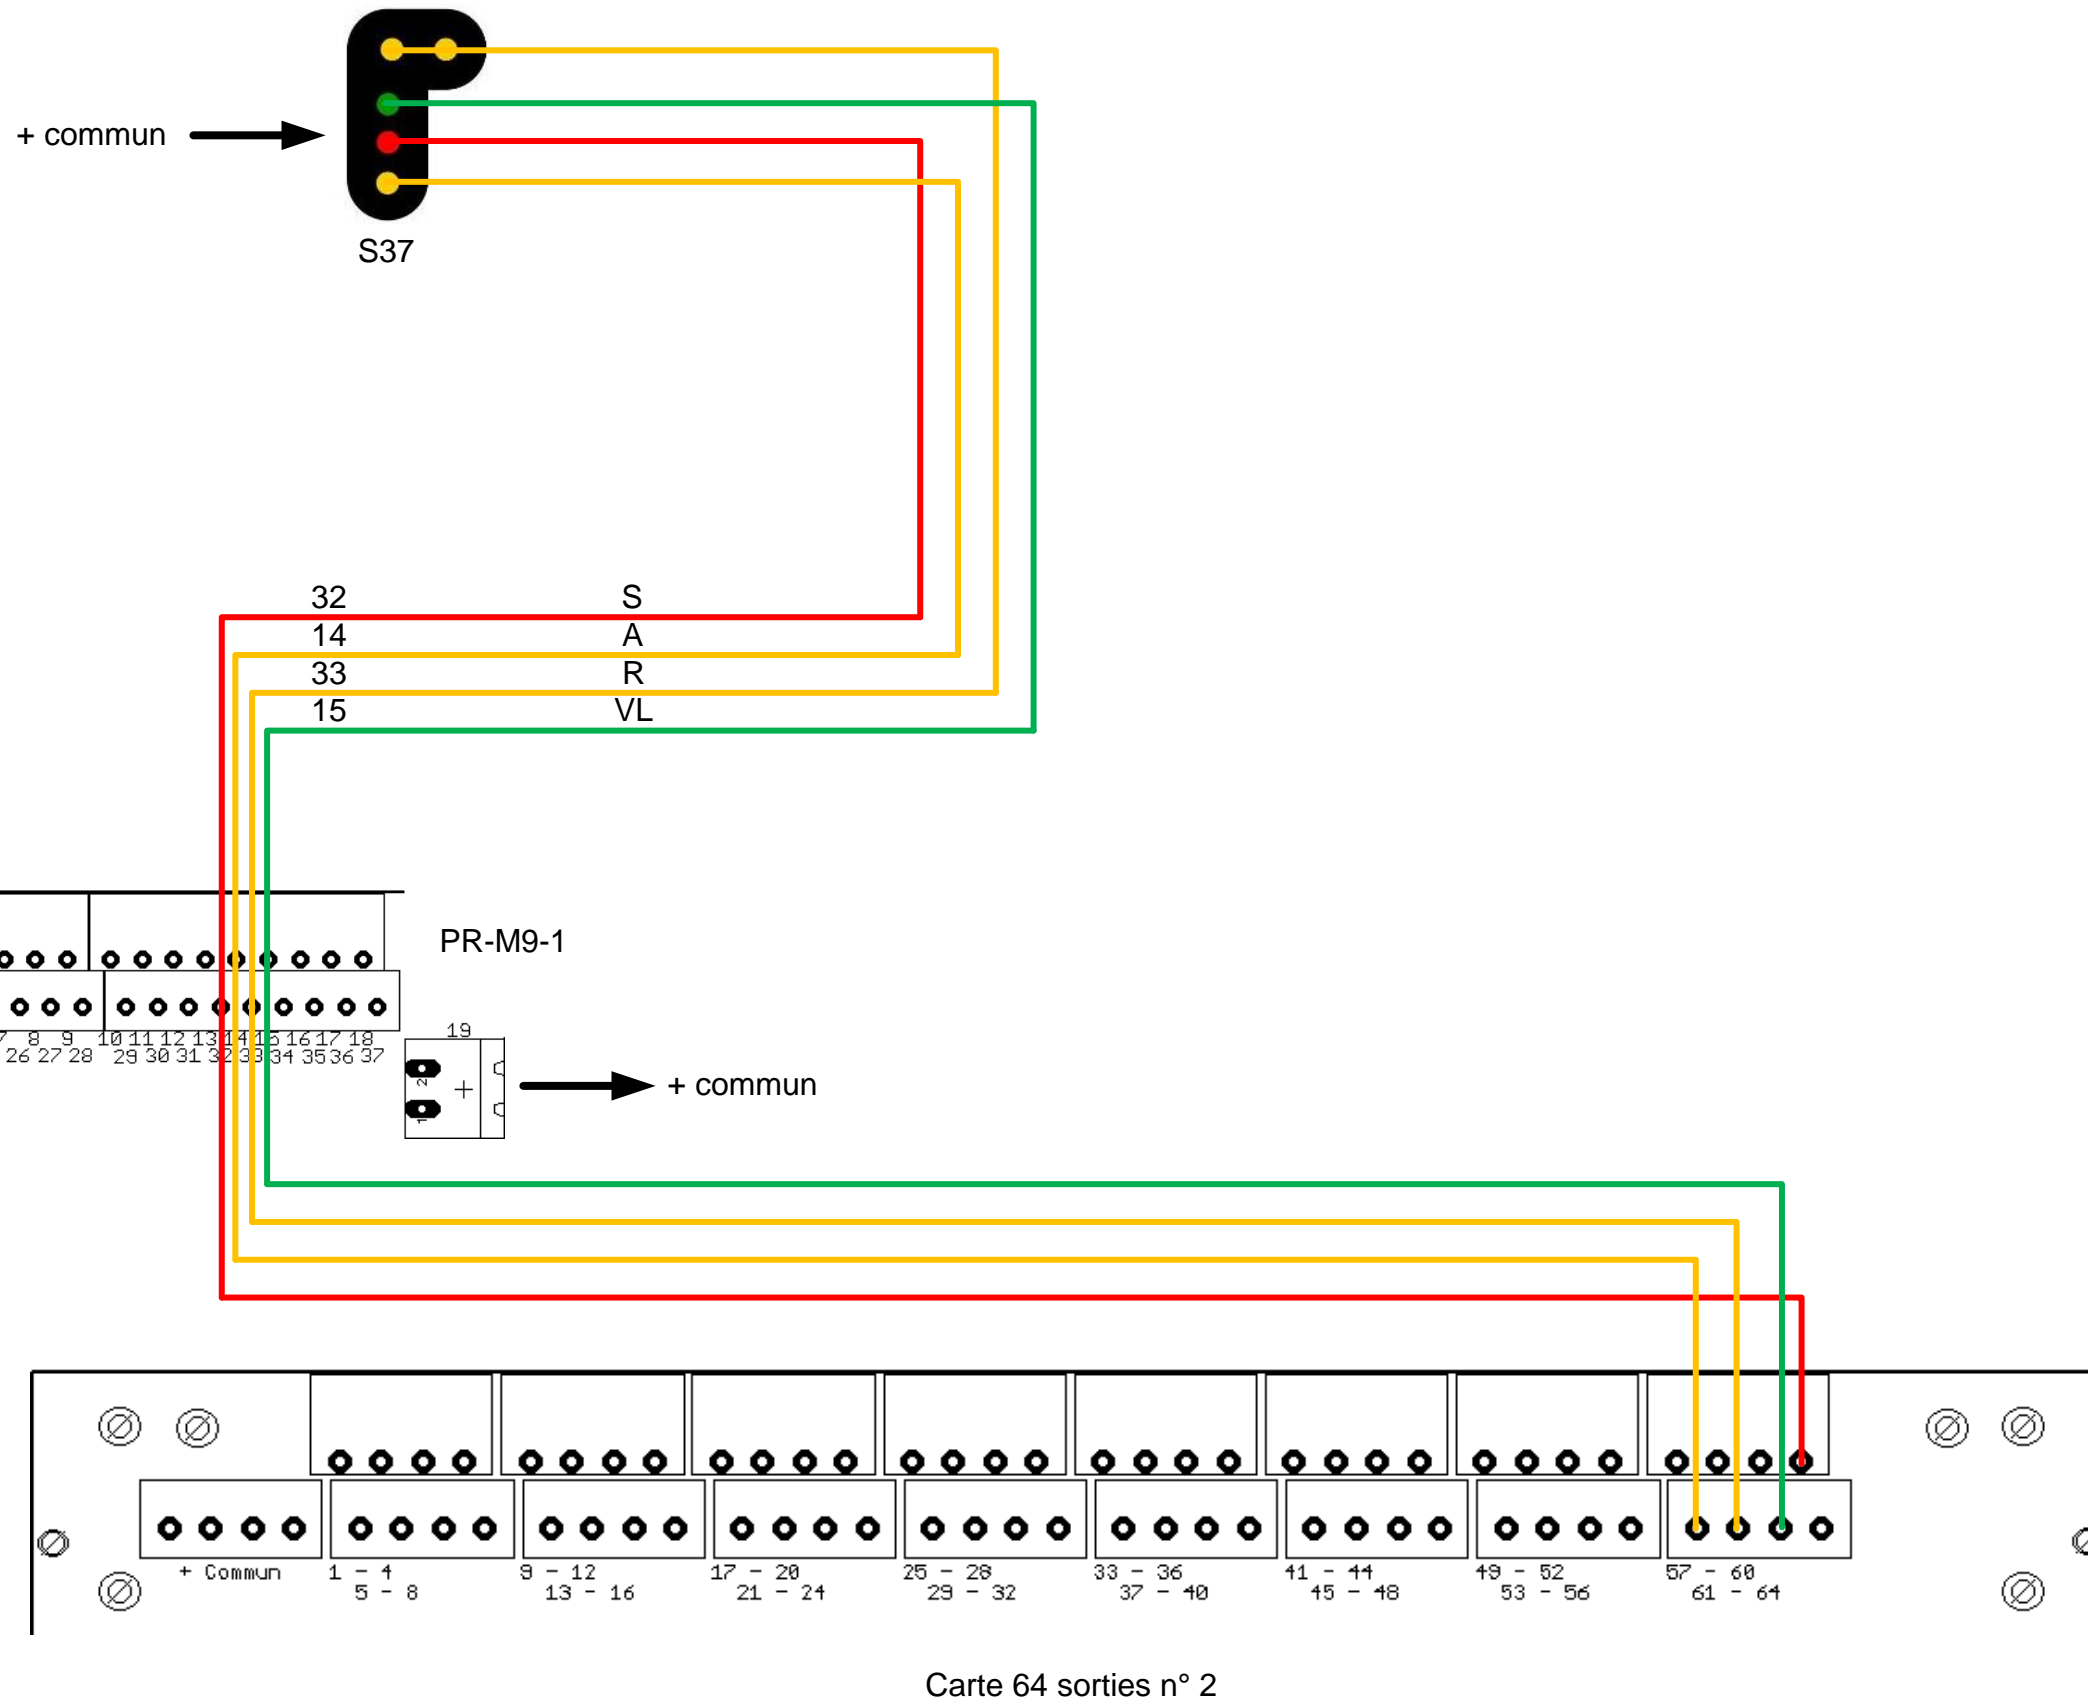 + commun
S37
32 S
14 A
33 R
15 VL
PR-M9-1
8 9 10 11 12 13 14 15 16 17 18
26 27 28 29 30 31 32 33 34 35 36 37
19
2
+
1
+ commun
+ Commun 1 - 4 9 - 12 17 - 20 25 - 28 33 - 36 41 - 44 49 - 52 57 - 60
5 - 8 13 - 16 21 - 24 29 - 32 37 - 40 45 - 48 53 - 56 61 - 64
Carte 64 sorties n° 2